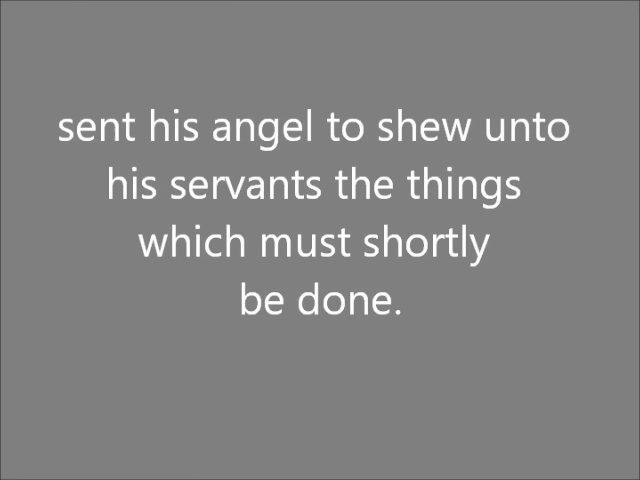 sent his angel to shew unto
his servants the things
which must shortly
be done.